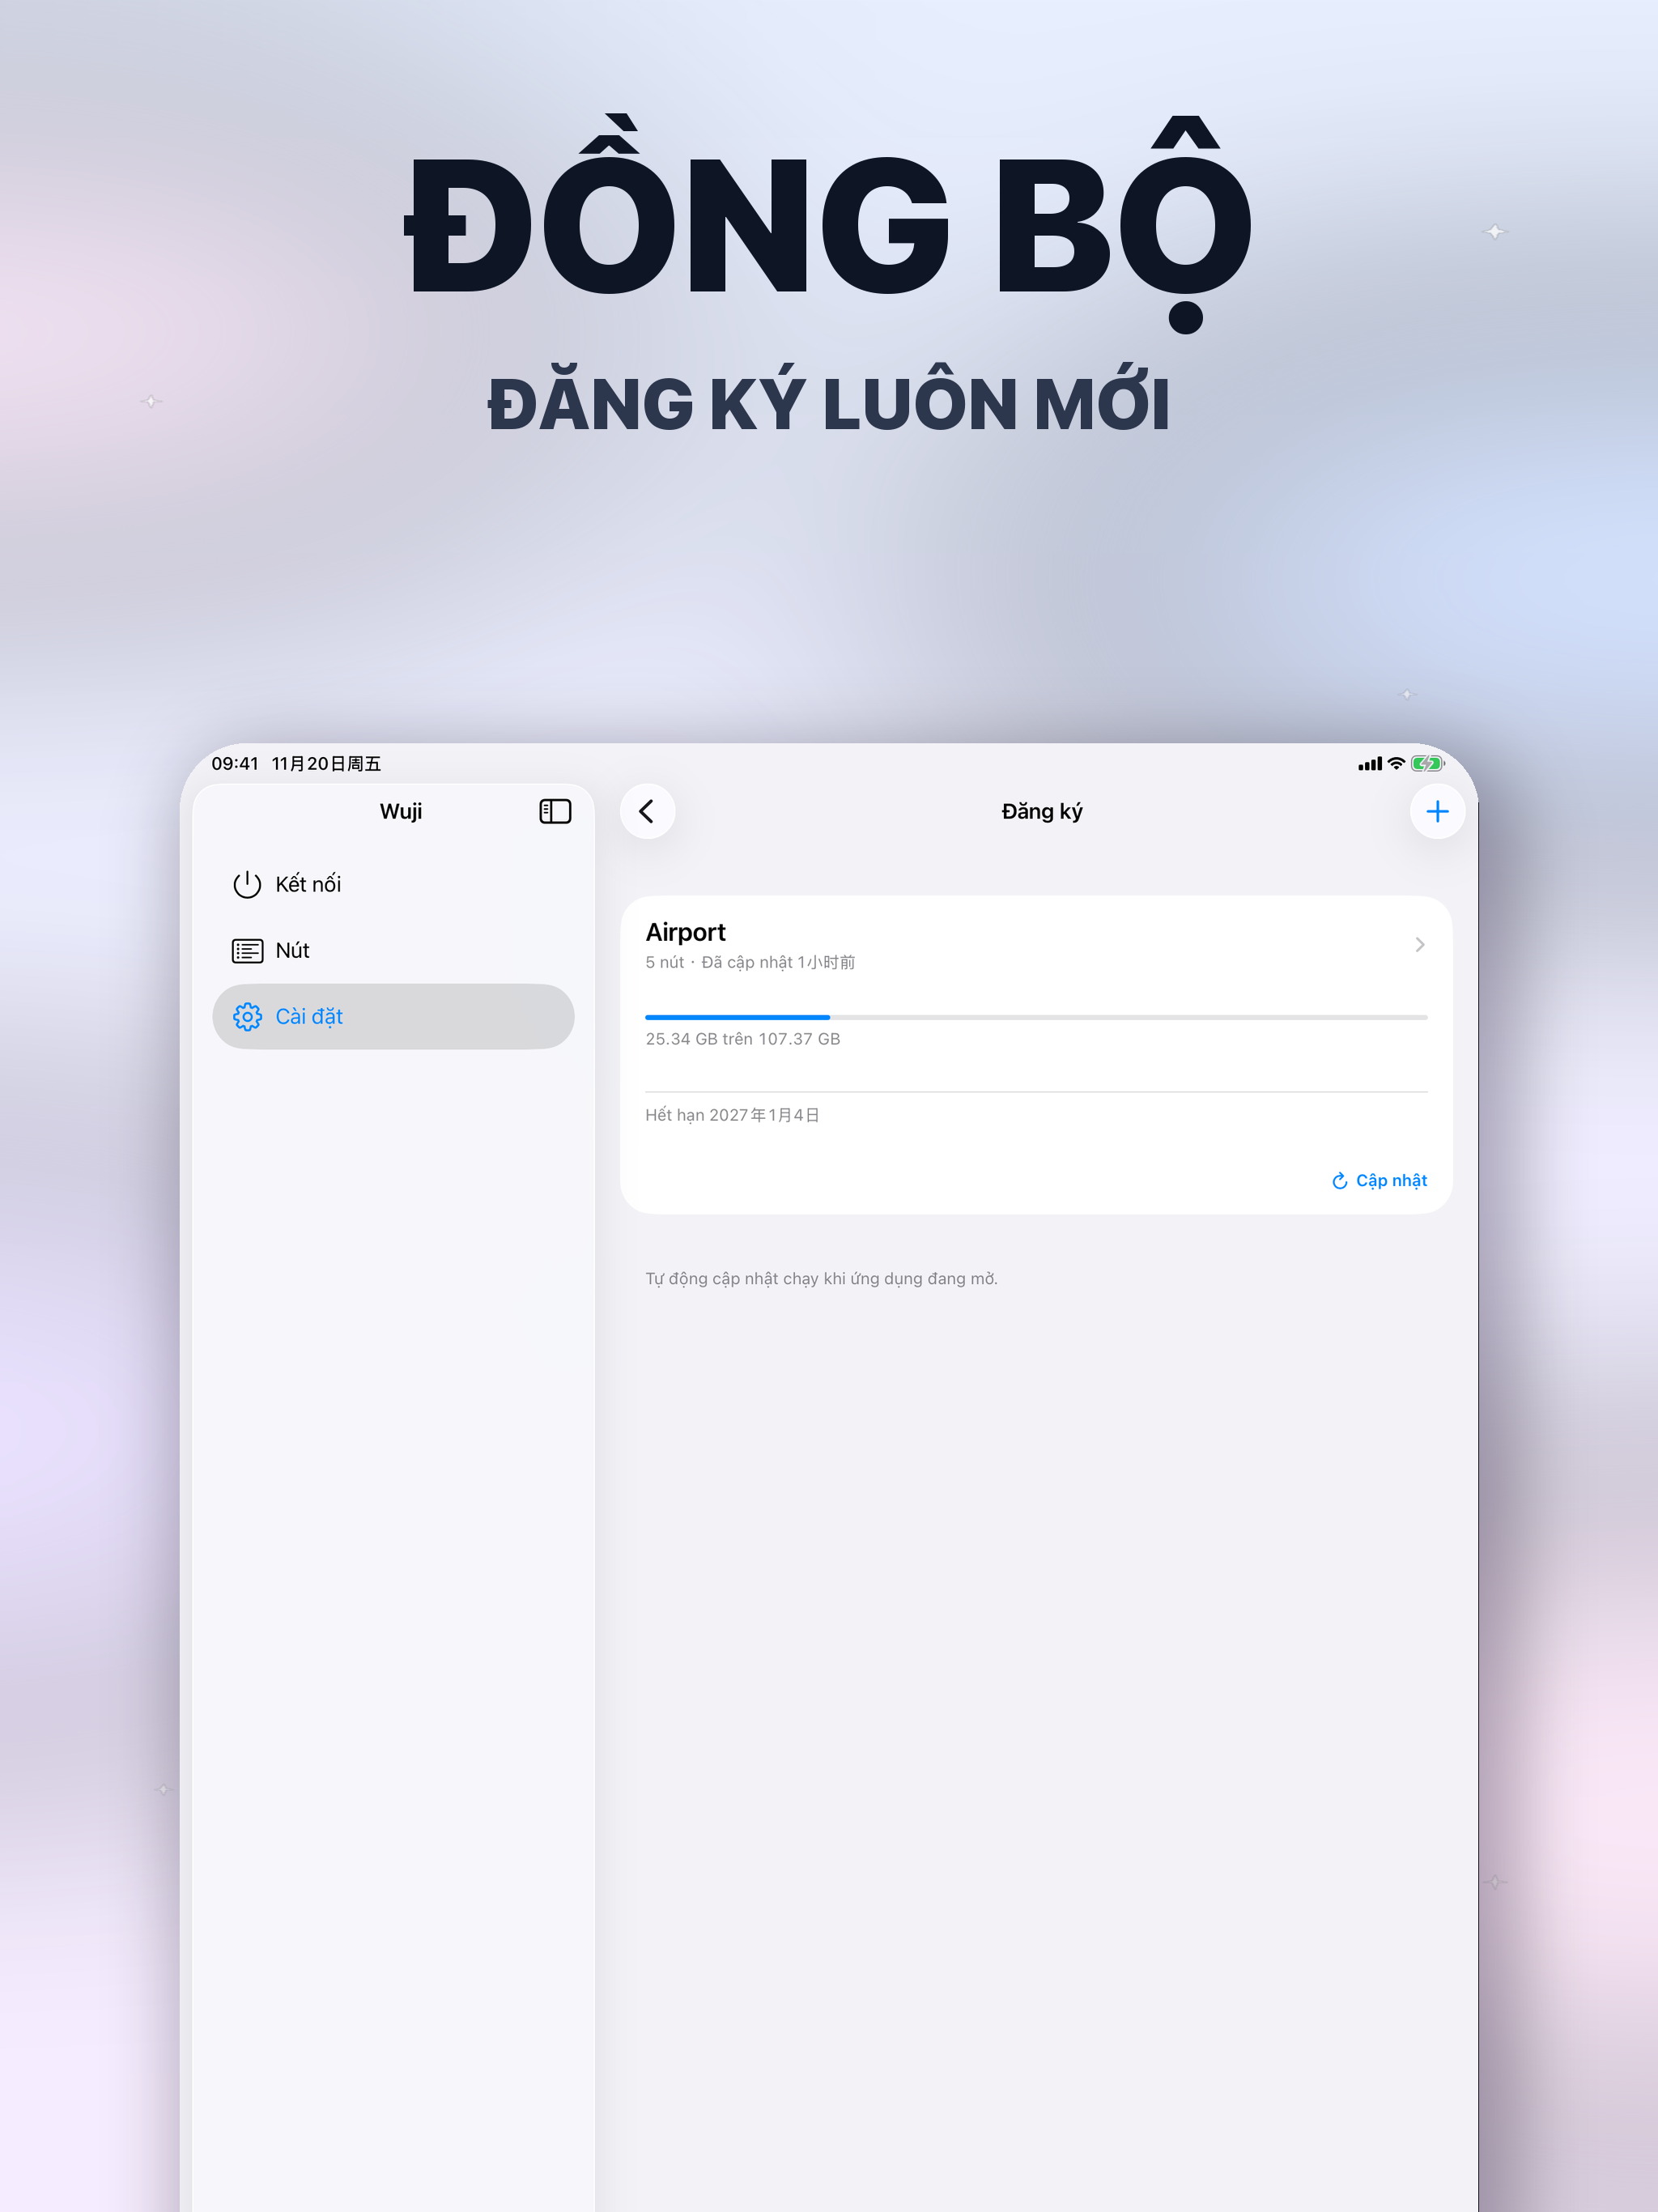 ĐỒNG BỘ
ĐĂNG KÝ LUÔN MỚI
09:41 11月20日周五
Wuji
Kết nối
Nút
Cài đặt
Đăng ký
Airport
5 nút · Đã cập nhật 1小时前
25.34 GB trên 107.37 GB
Hết hạn 2027年1月4日
Cập nhật
Tự động cập nhật chạy khi ứng dụng đang mở.